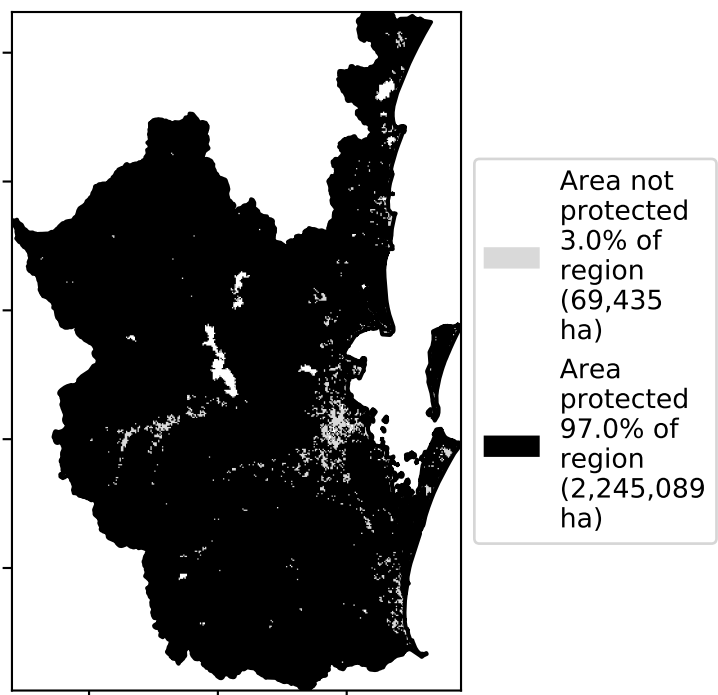 Area not
protected
3.0% of
region
(69,435
ha)
Area
protected
97.0% of
region
(2,245,089
ha)